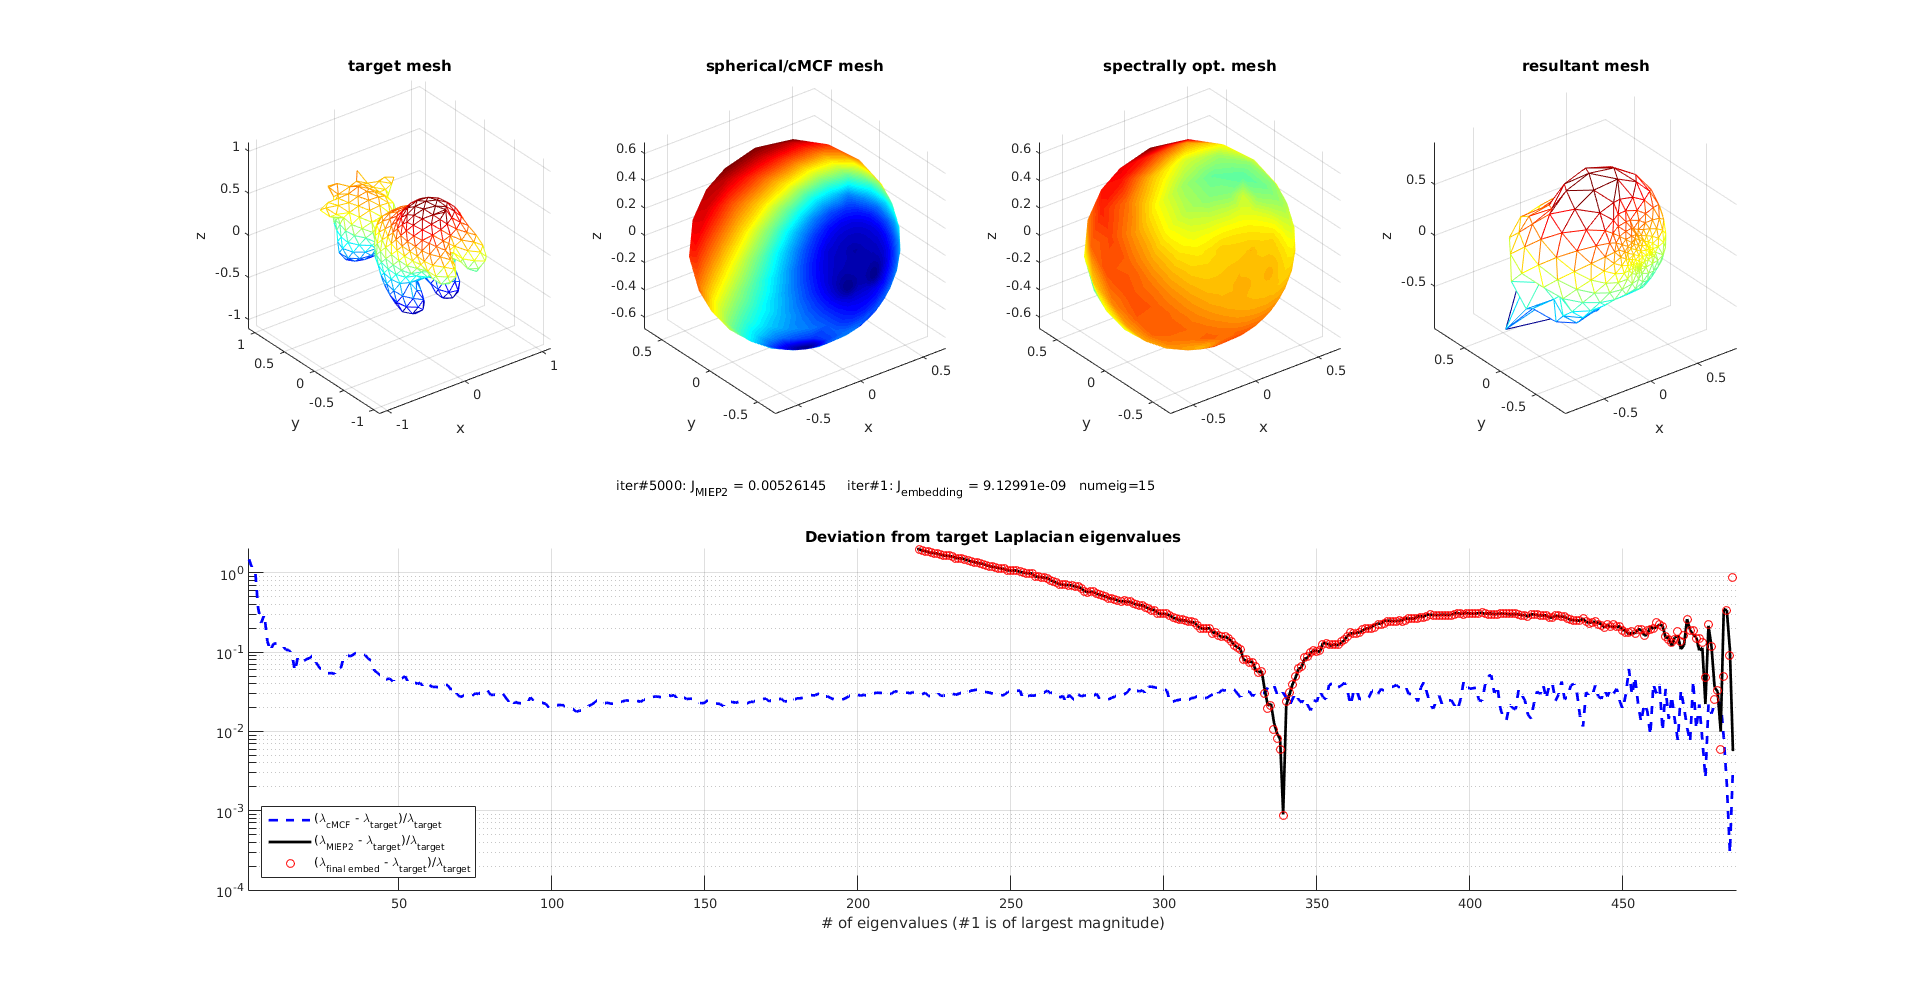 target mesh
spherical/cMCF mesh
spectrally opt. mesh
resultant mesh
1
0.5
0
-0.5
-1
z
1
0.5
0
-0.5
-1
y
-1
0
1
x
0.6
0.4
0.2
0
-0.2
-0.4
-0.6
z
0.5
0
-0.5
y
-0.5
0
0.5
x
0.6
0.4
0.2
0
-0.2
-0.4
-0.6
z
0.5
0
-0.5
y
-0.5
0
0.5
x
0.5
0
-0.5
z
0.5
0
-0.5
y
-0.5
0
0.5
x
iter#5000: J_MIEP2 = 0.00526145 iter#1: J_embedding = 9.12991e-09 numeig=15
Deviation from target Laplacian eigenvalues
10^0
10^-1
10^-2
10^-3
10^-4
(λ_cMCF - λ_target)/λ_target
(λ_MIEP2 - λ_target)/λ_target
(λ_final embed - λ_target)/λ_target
50 100 150 200 250 300 350 400 450
# of eigenvalues (#1 is of largest magnitude)